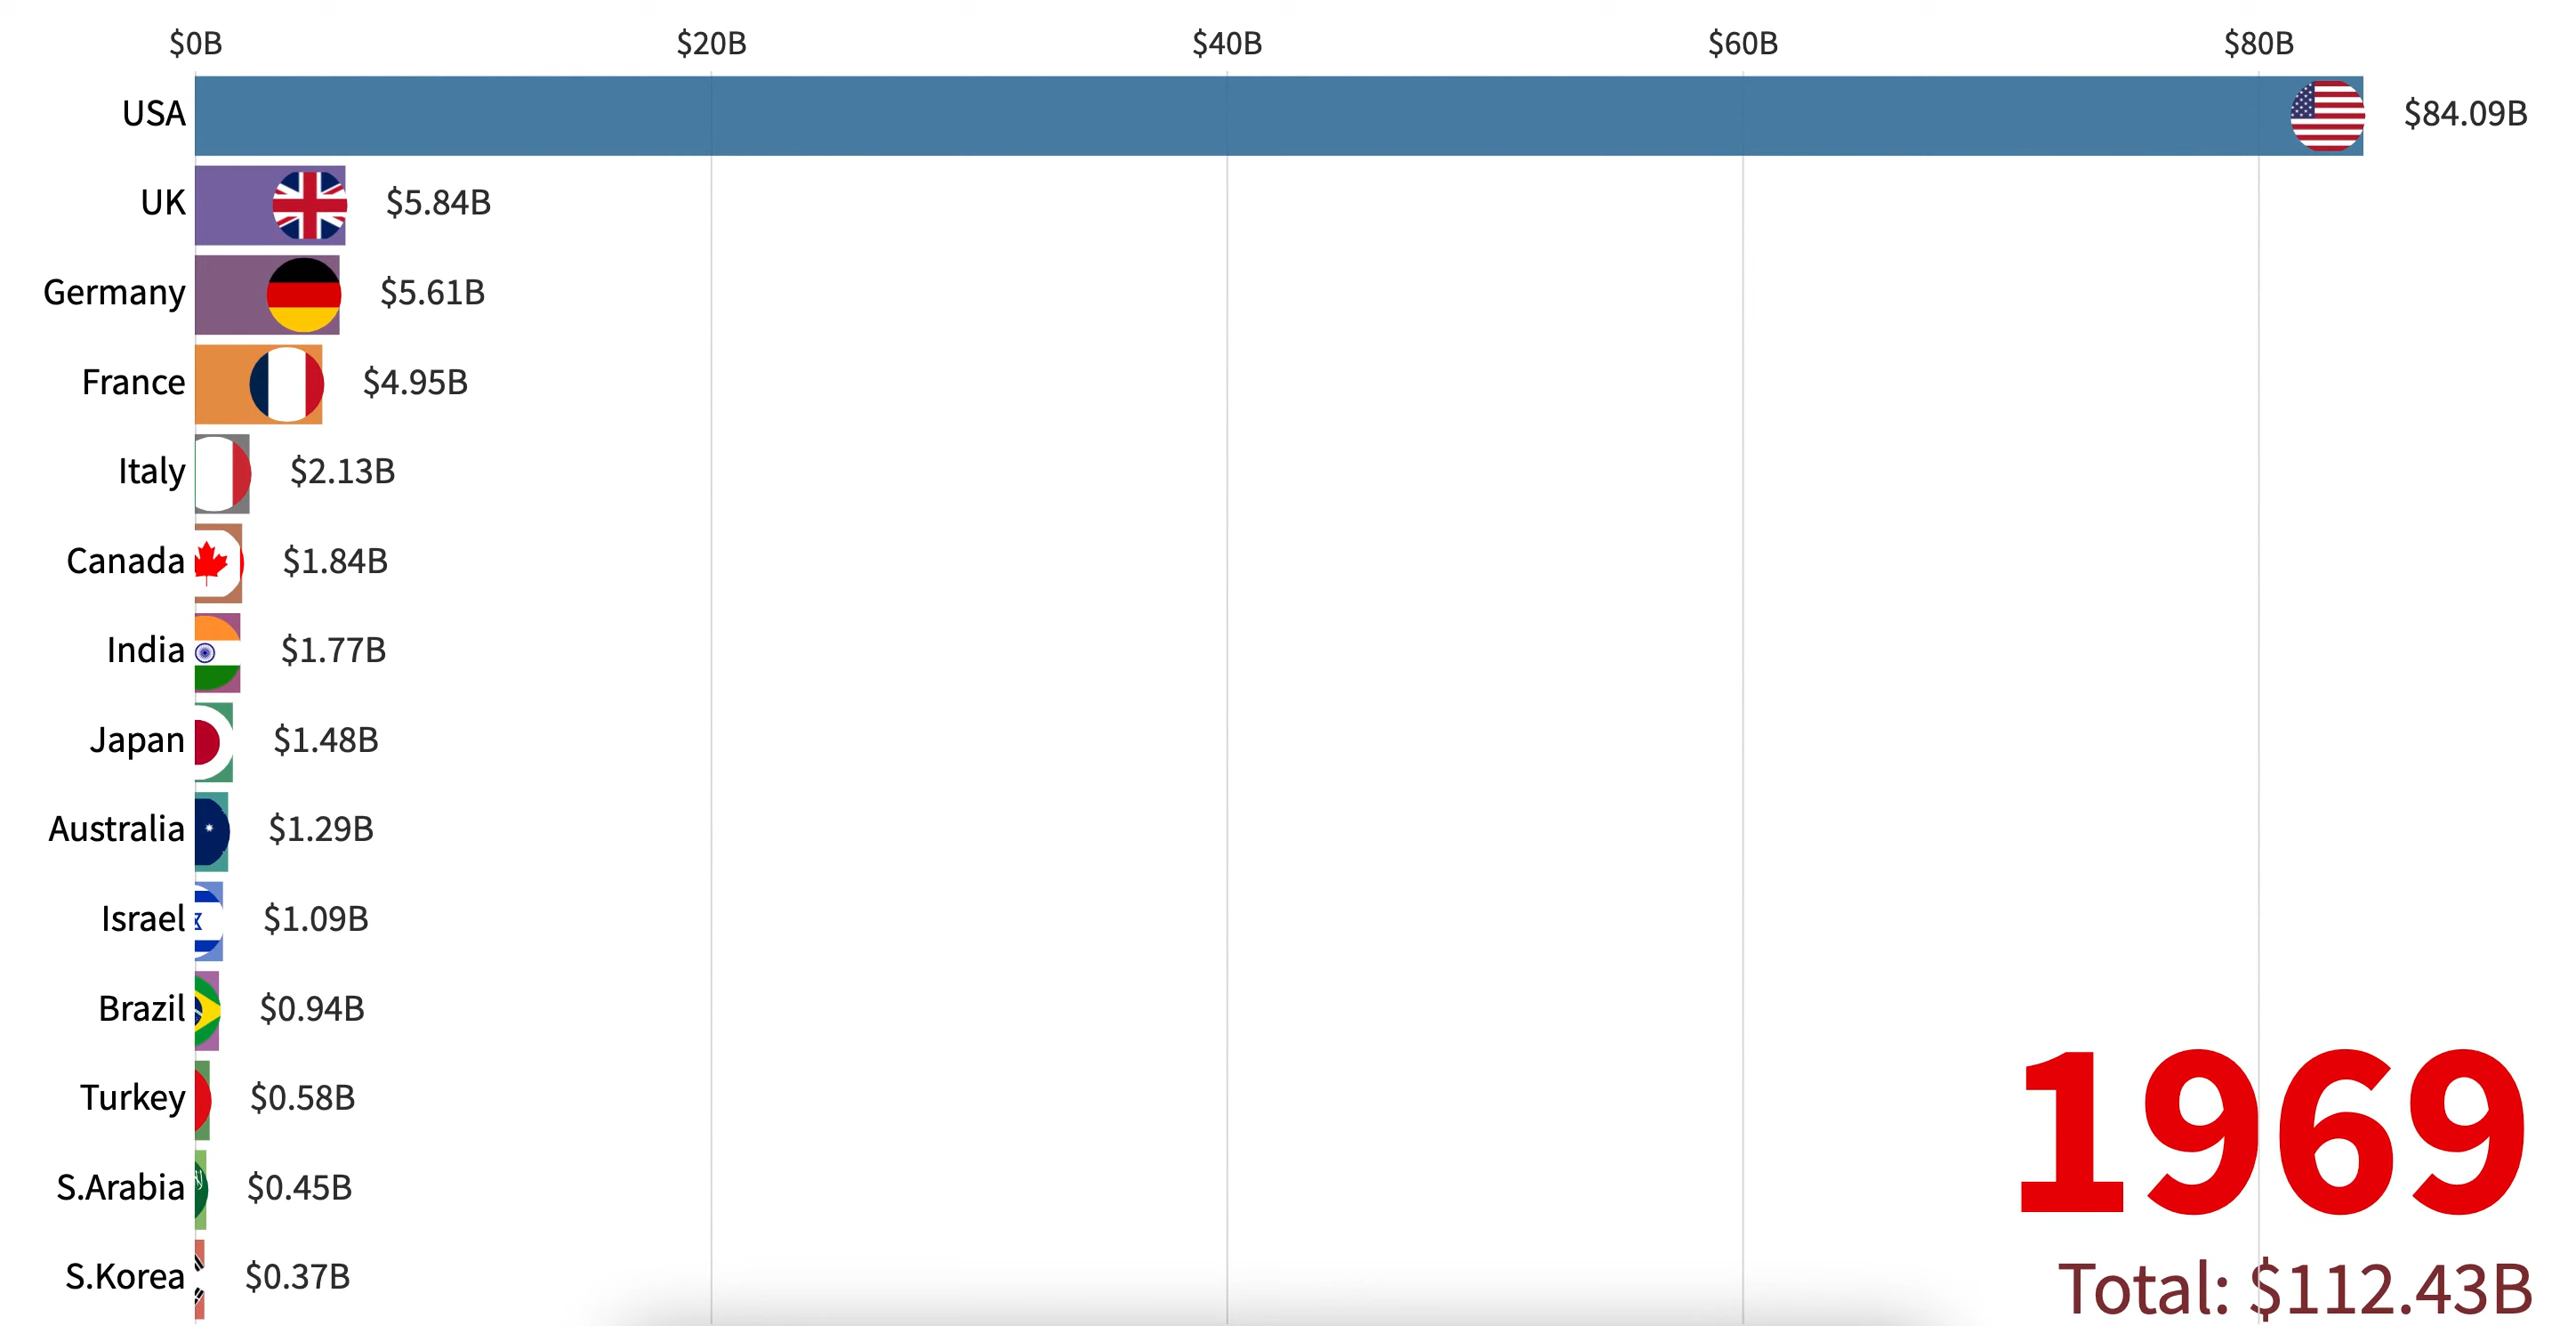 $0B $20B $40B $60B $80B
USA $84.09B
UK $5.84B
Germany $5.61B
France $4.95B
Italy $2.13B
Canada $1.84B
India $1.77B
Japan $1.48B
Australia $1.29B
Israel $1.09B
Brazil $0.94B
Turkey $0.58B
S.Arabia $0.45B
S.Korea $0.37B
1969
Total: $112.43B